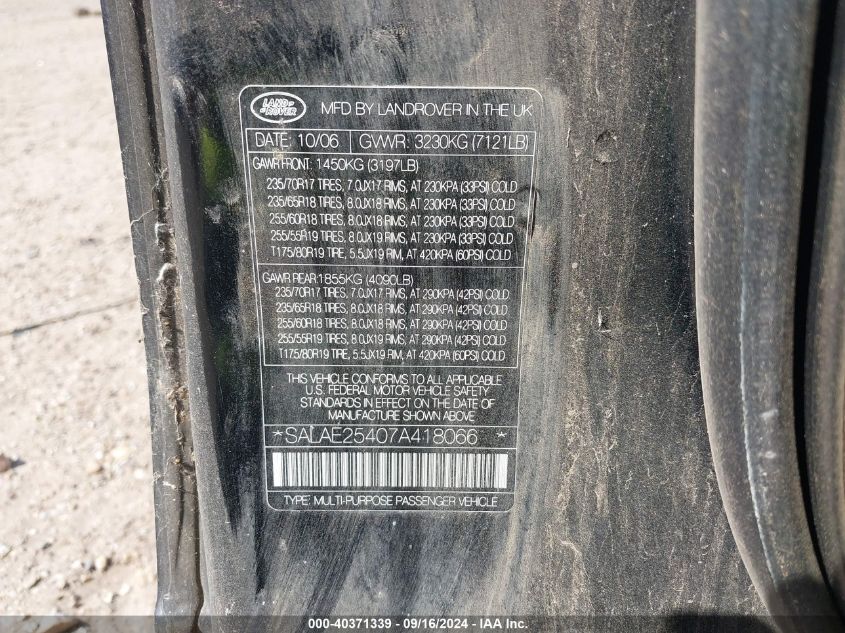 LAND
ROVER
MFD BY LANDROVER IN THE UK
DATE: 10/06 GVWR: 3230KG (7121LB)
GAWR FRONT: 1450KG (3197LB)
235/70R17 TIRES, 7.0JX17 RIMS, AT 230KPA (33PSI) COLD
235/65R18 TIRES, 8.0JX18 RIMS, AT 230KPA (33PSI) COLD
255/60R18 TIRES, 8.0JX18 RIMS, AT 230KPA (33PSI) COLD
255/55R19 TIRES, 8.0JX19 RIMS, AT 230KPA (33PSI) COLD
T175/80R19 TIRE, 5.5JX19 RIM, AT 420KPA (60PSI) COLD
GAWR REAR 1855KG (4090LB)
235/70R17 TIRES, 7.0JX17 RIMS, AT 290KPA (42PSI) COLD
235/65R18 TIRES, 8.0JX18 RIMS, AT 290KPA (42PSI) COLD
255/60R18 TIRES, 8.0JX18 RIMS, AT 290KPA (42PSI) COLD
255/55R19 TIRES, 8.0JX19 RIMS, AT 290KPA (42PSI) COLD
T175/80R19 TIRE, 5.5JX19 RIM, AT 420KPA (60PSI) COLD
THIS VEHICLE CONFORMS TO ALL APPLICABLE
U.S. FEDERAL MOTOR VEHICLE SAFETY
STANDARDS IN EFFECT ON THE DATE OF
MANUFACTURE SHOWN ABOVE
*SALAE25407A418066 *
TYPE: MULTI-PURPOSE PASSENGER VEHICLE
000-40371339 - 09/16/2024 - IAA Inc.